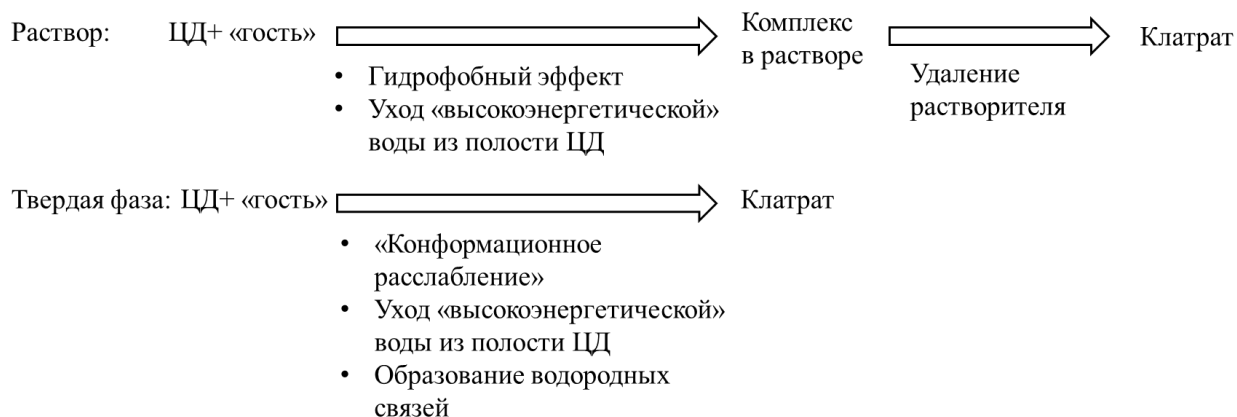 Раствор: ЦД+ «гость» Комплекс в растворе Клатрат
• Гидрофобный эффект
• Уход «высокоэнергетической»
воды из полости ЦД
Удаление
растворителя
Твердая фаза: ЦД+ «гость» Клатрат
• «Конформационное
расслабление»
• Уход «высокоэнергетической»
воды из полости ЦД
• Образование водородных
связей